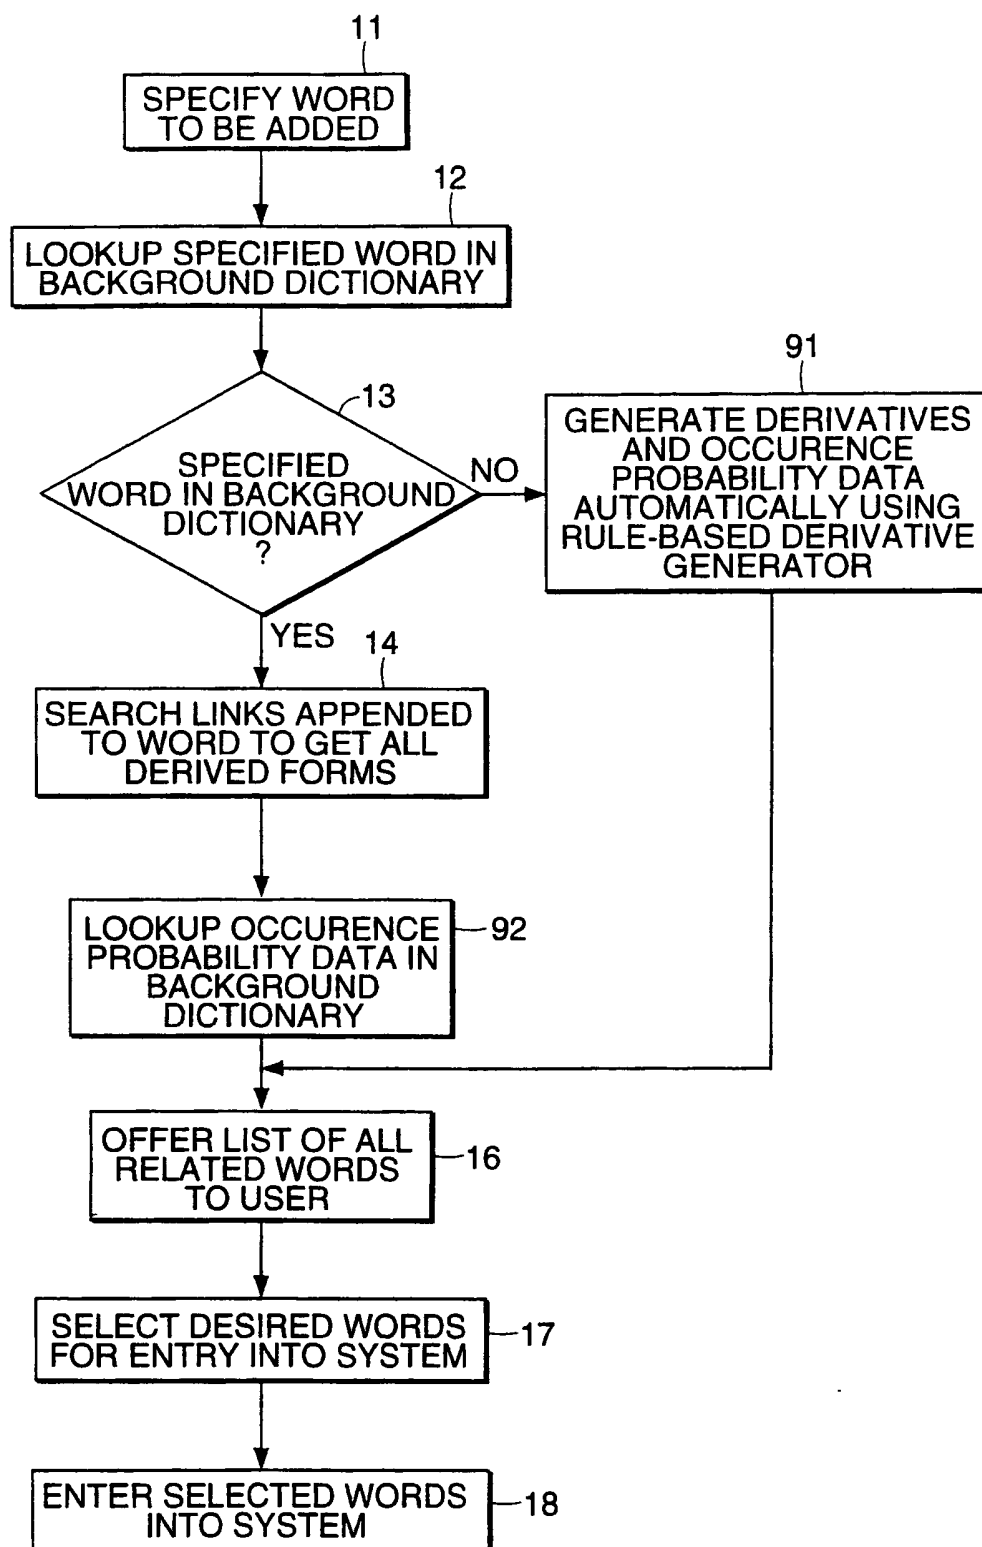 11
SPECIFY WORD
TO BE ADDED
12
LOOKUP SPECIFIED WORD IN
BACKGROUND DICTIONARY
13
SPECIFIED
WORD IN BACKGROUND
DICTIONARY
?
NO
91
GENERATE DERIVATIVES
AND OCCURENCE
PROBABILITY DATA
AUTOMATICALLY USING
RULE-BASED DERIVATIVE
GENERATOR
YES
14
SEARCH LINKS APPENDED
TO WORD TO GET ALL
DERIVED FORMS
LOOKUP OCCURENCE
PROBABILITY DATA IN
BACKGROUND
DICTIONARY
92
OFFER LIST OF ALL
RELATED WORDS
TO USER
16
SELECT DESIRED WORDS
FOR ENTRY INTO SYSTEM
17
ENTER SELECTED WORDS
INTO SYSTEM
18